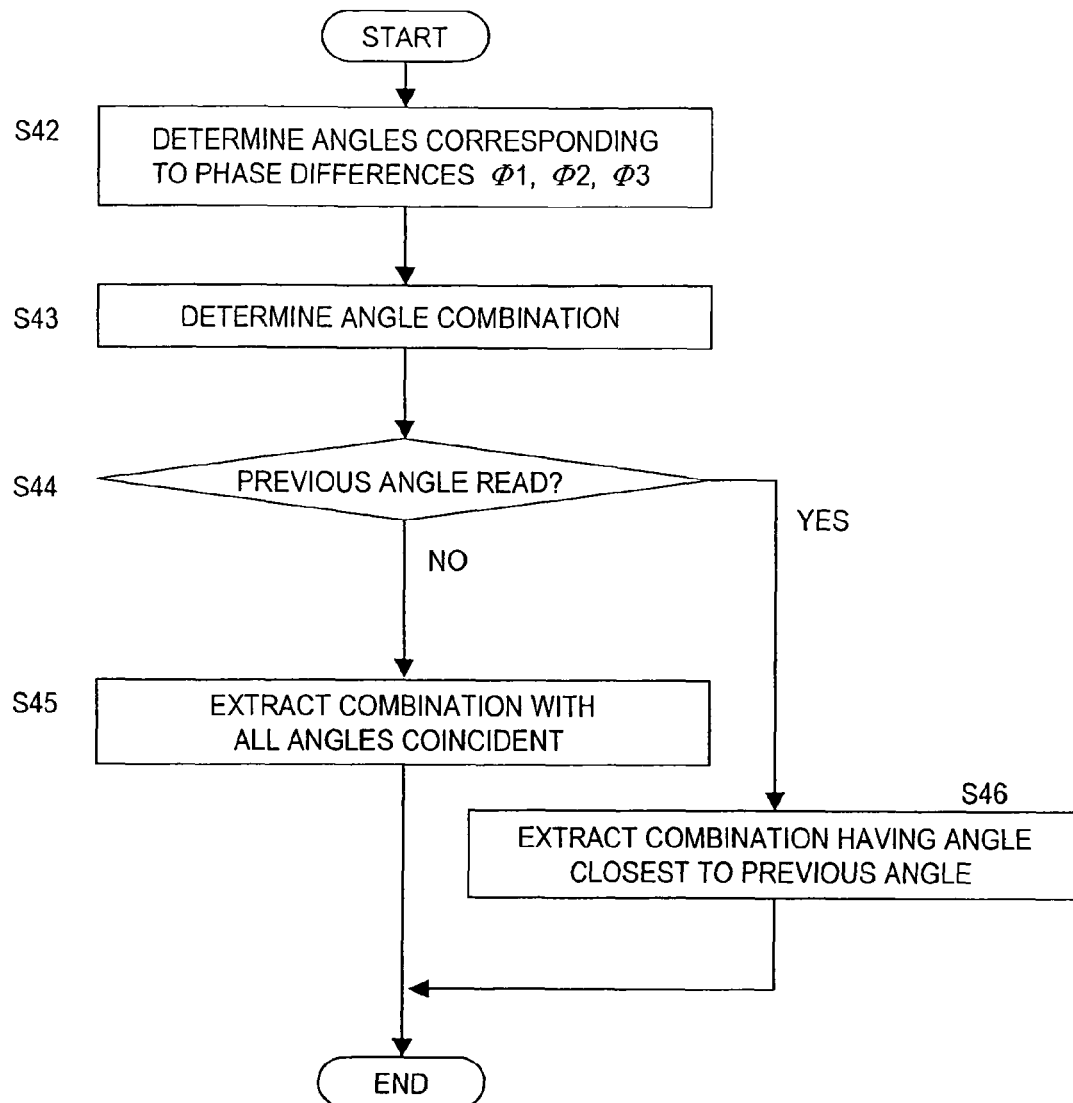 START
S42
DETERMINE ANGLES CORRESPONDING
TO PHASE DIFFERENCES Φ1, Φ2, Φ3
S43
DETERMINE ANGLE COMBINATION
S44
PREVIOUS ANGLE READ?
YES
NO
S45
EXTRACT COMBINATION WITH
ALL ANGLES COINCIDENT
S46
EXTRACT COMBINATION HAVING ANGLE
CLOSEST TO PREVIOUS ANGLE
END